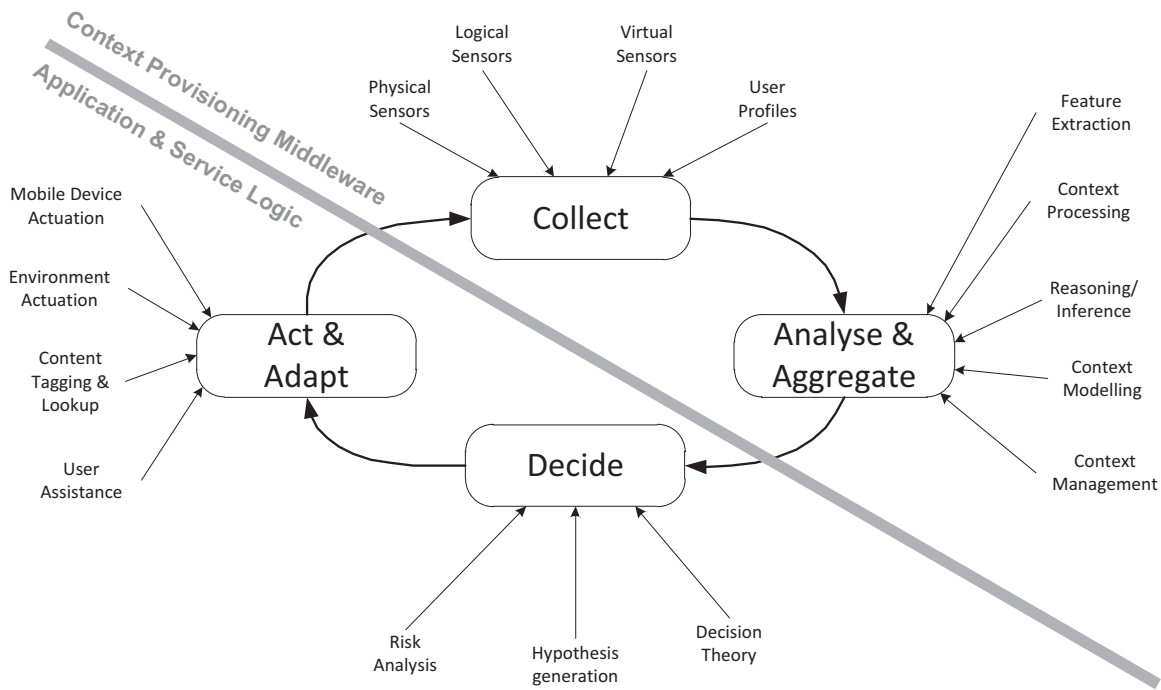 Context Provisioning Middleware
Application & Service Logic
Logical
Sensors
Virtual
Sensors
Physical
Sensors
User
Profiles
Feature
Extraction
Context
Processing
Reasoning/
Inference
Context
Modelling
Context
Management
Mobile Device
Actuation
Environment
Actuation
Content
Tagging &
Lookup
User
Assistance
Collect
Act &
Adapt
Analyse &
Aggregate
Decide
Risk
Analysis
Hypothesis
generation
Decision
Theory